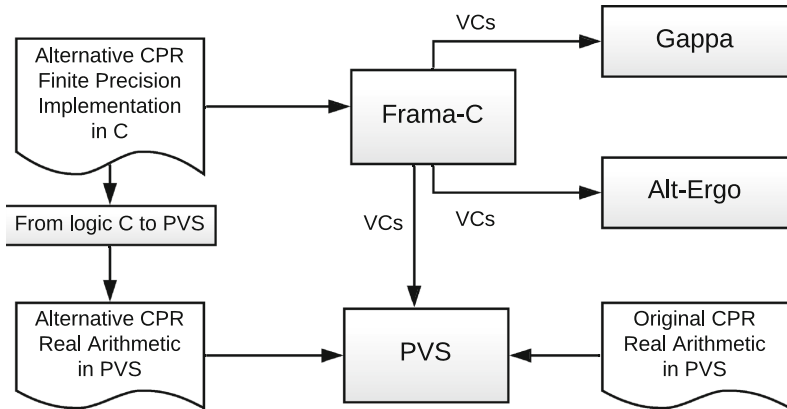 VCs
Gappa
Alternative CPR
Finite Precision
Implementation
in C
Frama-C
Alt-Ergo
VCs
VCs
From logic C to PVS
Alternative CPR
Real Arithmetic
in PVS
PVS
Original CPR
Real Arithmetic
in PVS